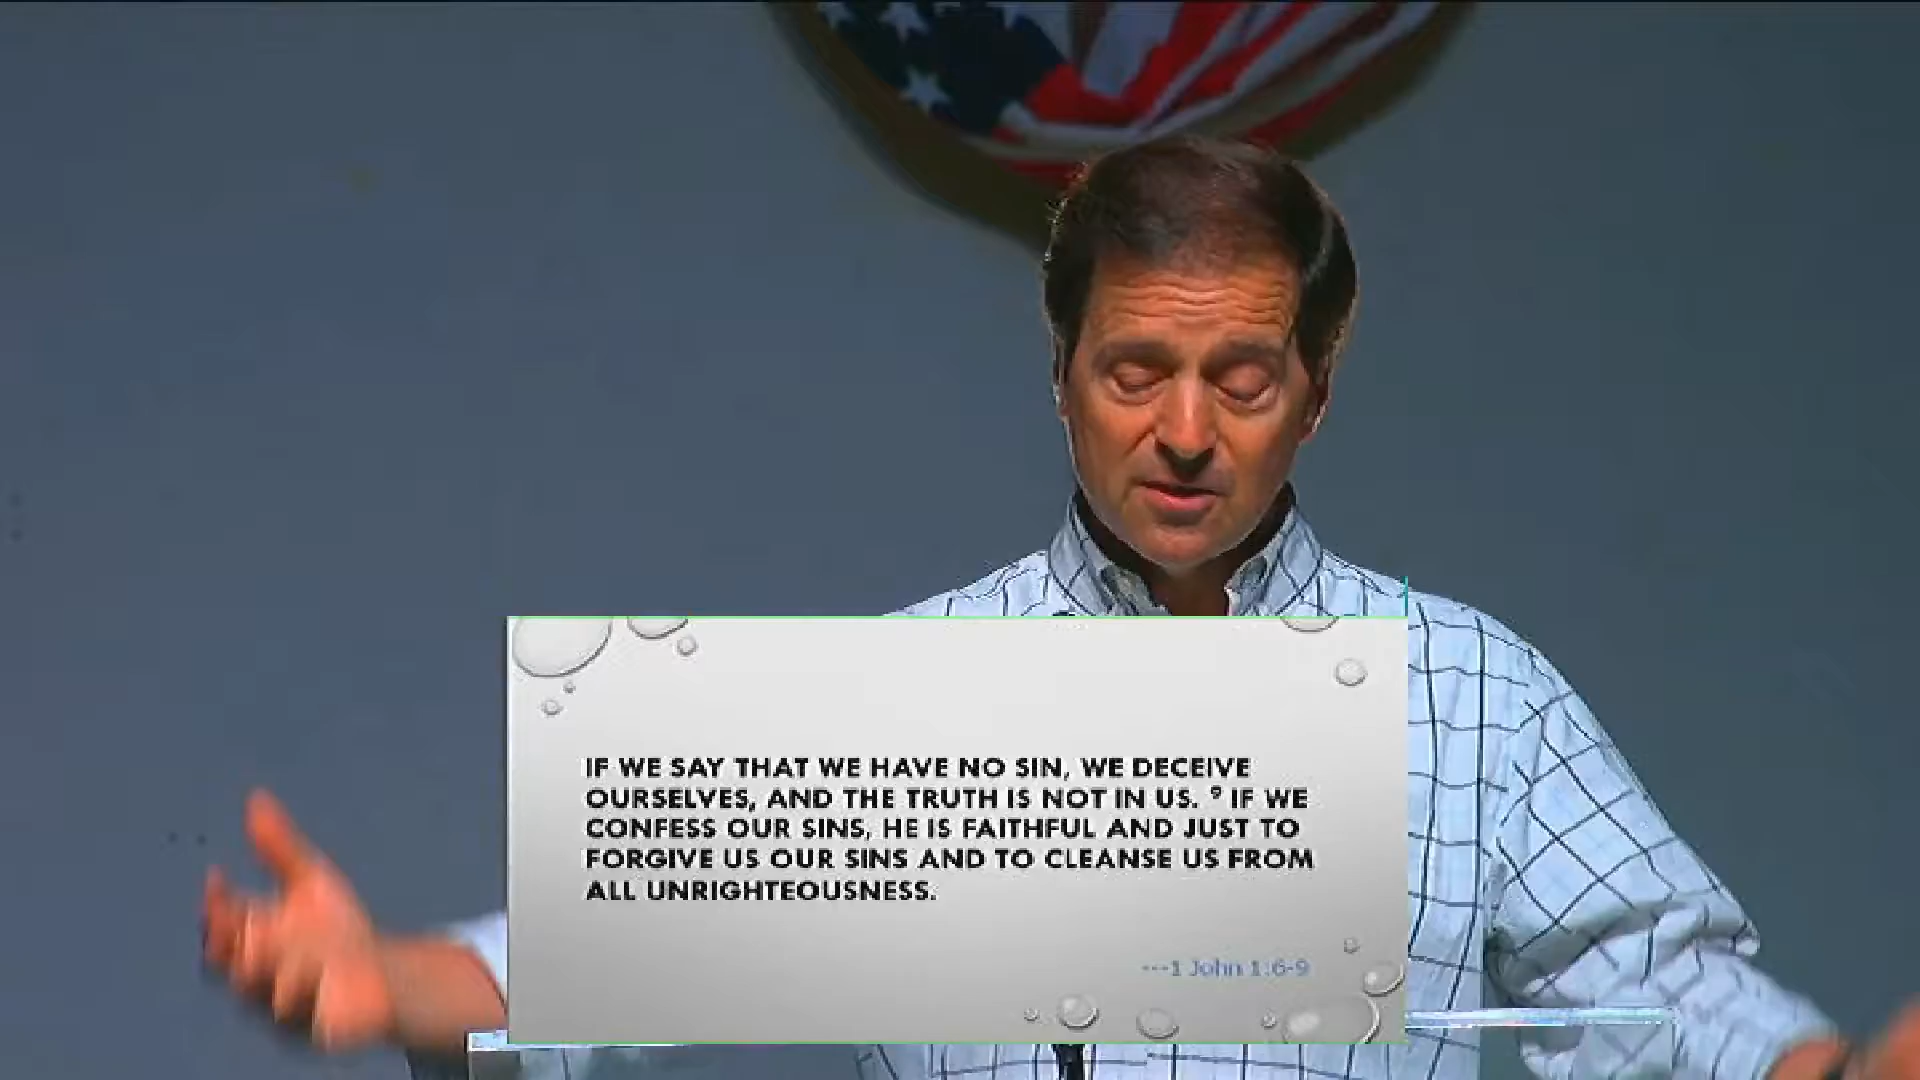 IF WE SAY THAT WE HAVE NO SIN, WE DECEIVE
OURSELVES, AND THE TRUTH IS NOT IN US. ⁹ IF WE
CONFESS OUR SINS, HE IS FAITHFUL AND JUST TO
FORGIVE US OUR SINS AND TO CLEANSE US FROM
ALL UNRIGHTEOUSNESS.
---1 John 1:6-9